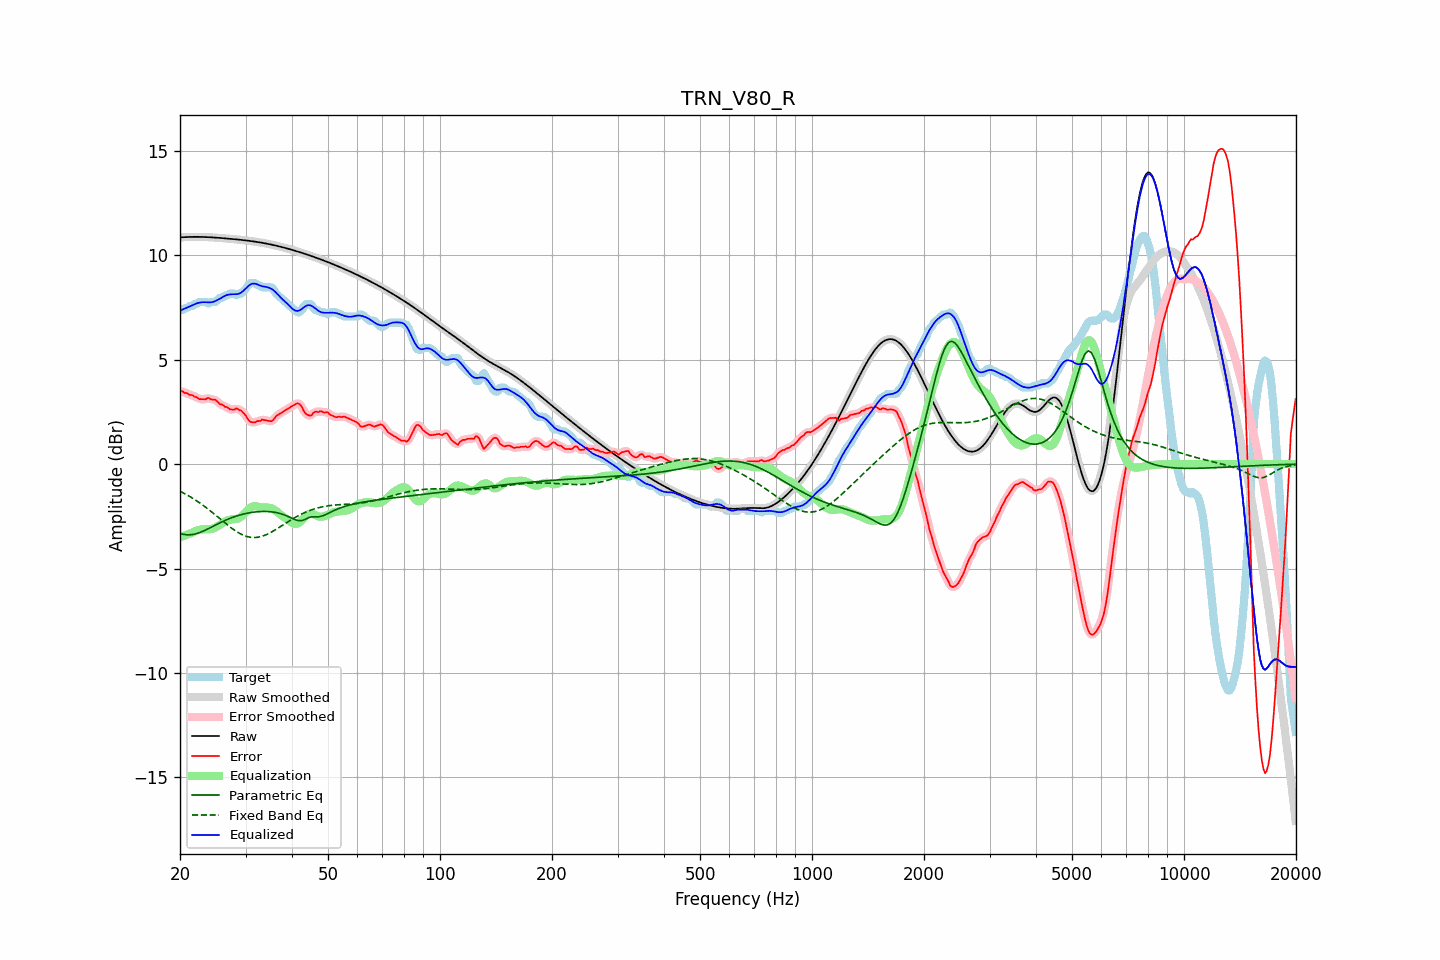 TRN_V80_R
Amplitude (dBr)
15
10
5
0
−5
−10
−15
Target
Raw Smoothed
Error Smoothed
Raw
Error
Equalization
Parametric Eq
Fixed Band Eq
Equalized
20 50 100 200 500 1000 2000 5000 10000 20000
Frequency (Hz)